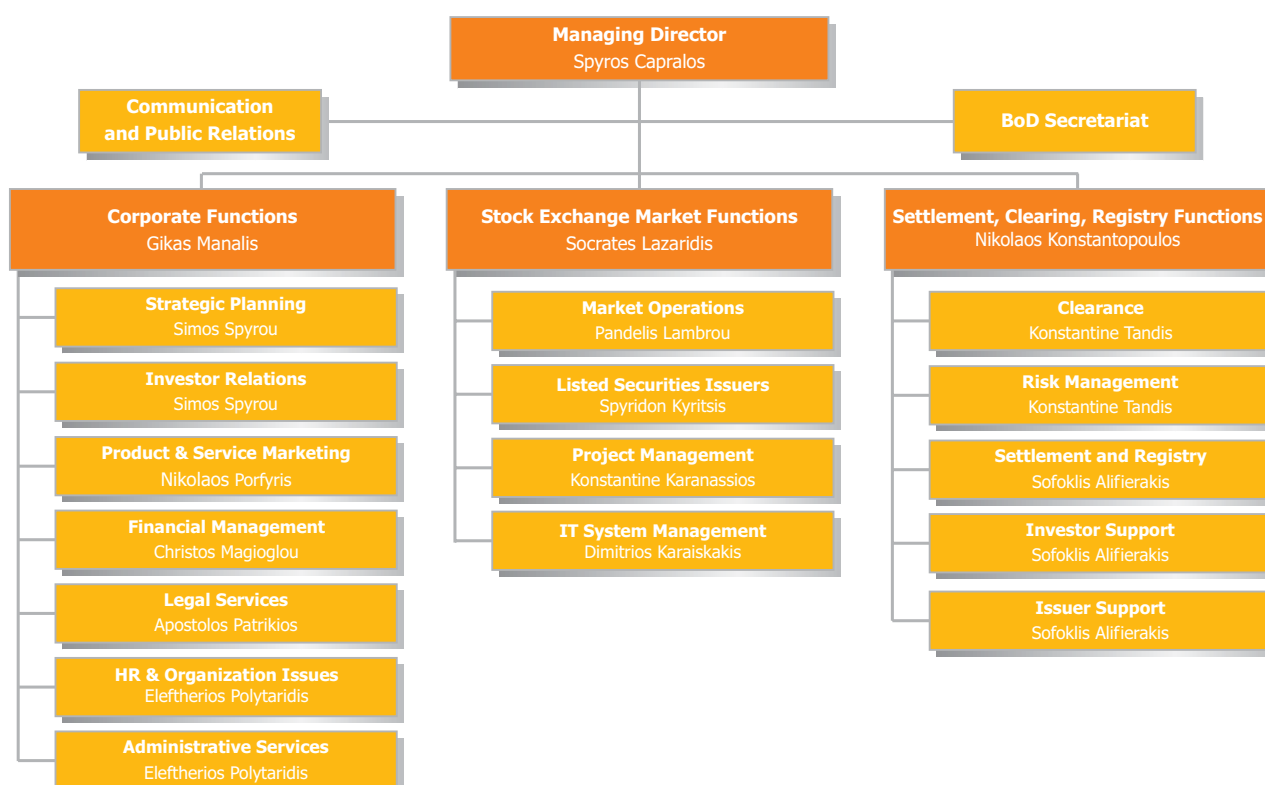 Managing Director
Spyros Capralos
Communication
and Public Relations
BoD Secretariat
Corporate Functions
Gikas Manalis
Strategic Planning
Simos Spyrou
Investor Relations
Simos Spyrou
Product & Service Marketing
Nikolaos Porfyris
Financial Management
Christos Magioglou
Legal Services
Apostolos Patrikios
HR & Organization Issues
Eleftherios Polytaridis
Administrative Services
Eleftherios Polytaridis
Stock Exchange Market Functions
Socrates Lazaridis
Market Operations
Pandelis Lambrou
Listed Securities Issuers
Spyridon Kyritsis
Project Management
Konstantine Karanassios
IT System Management
Dimitrios Karaiskakis
Settlement, Clearing, Registry Functions
Nikolaos Konstantopoulos
Clearance
Konstantine Tandis
Risk Management
Konstantine Tandis
Settlement and Registry
Sofoklis Alifierakis
Investor Support
Sofoklis Alifierakis
Issuer Support
Sofoklis Alifierakis